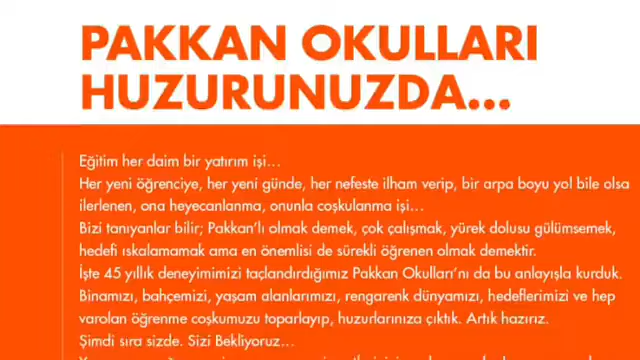 PAKKAN OKULLARI
HUZURUNUZDA...
Eğitim her daim bir yatırım işi...
Her yeni öğrenciye, her yeni günde, her nefeste ilham verip, bir arpa boyu yol bile olsa
ilerlenen, ona heyecanlanma, onunla coşkulanma işi...
Bizi tanıyanlar bilir; Pakkan'lı olmak demek, çok çalışmak, yürek dolusu gülümsemek,
hedefi ıskalamamak ama en önemlisi de sürekli öğrenen olmak demektir.
İşte 45 yıllık deneyimimizi taçlandırdığımız Pakkan Okulları'nı da bu anlayışla kurduk.
Binamızı, bahçemizi, yaşam alanlarımızı, rengarenk dünyamızı, hedeflerimizi ve hep
varolan öğrenme coşkumuzu toparlayıp, huzurlarınıza çıktık. Artık hazırız.
Şimdi sıra sizde. Sizi Bekliyoruz...